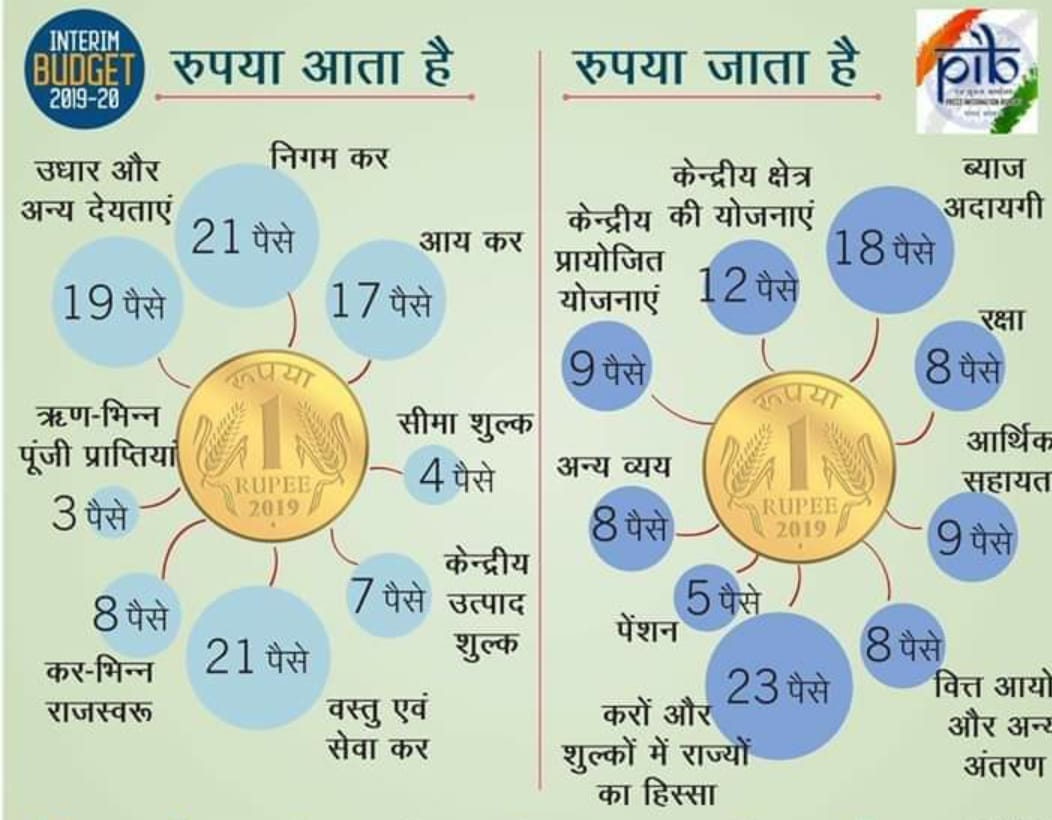 INTERIM
BUDGET
2019-20
रुपया आता है
उधार और
अन्य देयताएं
19 पैसे
निगम कर
21 पैसे
आय कर
17 पैसे
ऋण-भिन्न
पूंजी प्राप्तियां
3 पैसे
सीमा शुल्क
4 पैसे
रूपया
1
RUPEE
2019
8 पैसे
कर-भिन्न
राजस्वरू
21 पैसे
वस्तु एवं
सेवा कर
7 पैसे
केन्द्रीय
उत्पाद
शुल्क
रुपया जाता है
pib
PRESS INFORMATION BUREAU
केन्द्रीय क्षेत्र
की योजनाएं
12 पैसे
ब्याज
अदायगी
18 पैसे
केन्द्रीय
प्रायोजित
योजनाएं
9 पैसे
रक्षा
8 पैसे
अन्य व्यय
8 पैसे
रूपया
1
RUPEE
2019
आर्थिक
सहायत
9 पैसे
5 पैसे
पेंशन
23 पैसे
करों और
शुल्कों में राज्यों
का हिस्सा
8 पैसे
वित्त आयो
और अन्य
अंतरण